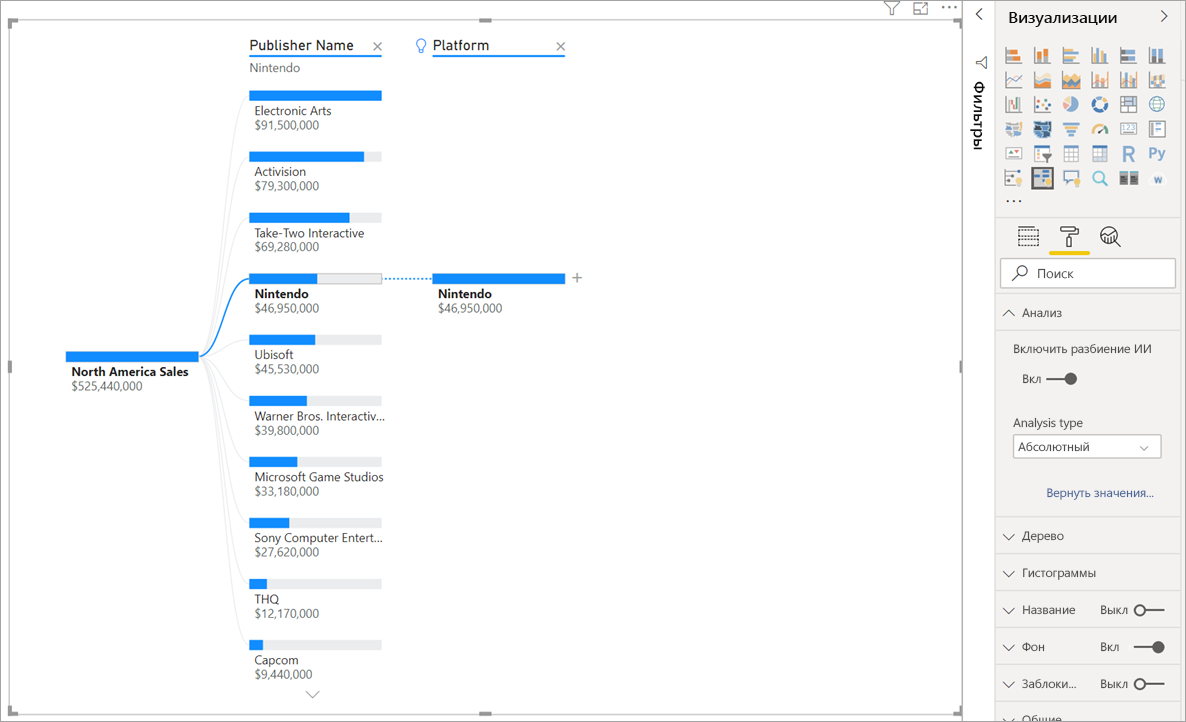 Publisher Name
Nintendo
Platform
Electronic Arts
$91,500,000
Activision
$79,300,000
Take-Two Interactive
$69,280,000
Nintendo
$46,950,000
Nintendo
$46,950,000
Ubisoft
$45,530,000
North America Sales
$525,440,000
Warner Bros. Interactiv...
$39,800,000
Microsoft Game Studios
$33,180,000
Sony Computer Entert...
$27,620,000
THQ
$12,170,000
Capcom
$9,440,000
Фильтры
Визуализации
123
R
Py
W
...
Поиск
Анализ
Включить разбиение ИИ
Вкл
Analysis type
Абсолютный
Вернуть значения...
Дерево
Гистограммы
Название Выкл
Фон Вкл
Заблоки... Выкл
Общие